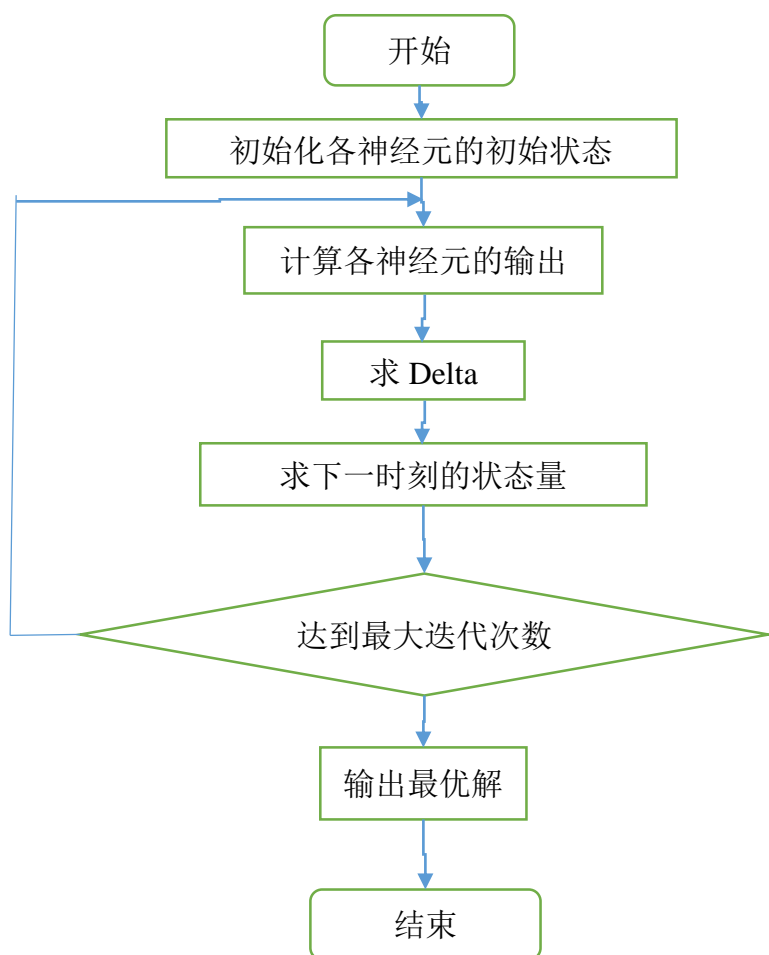 开始
初始化各神经元的初始状态
计算各神经元的输出
求 Delta
求下一时刻的状态量
达到最大迭代次数
输出最优解
结束